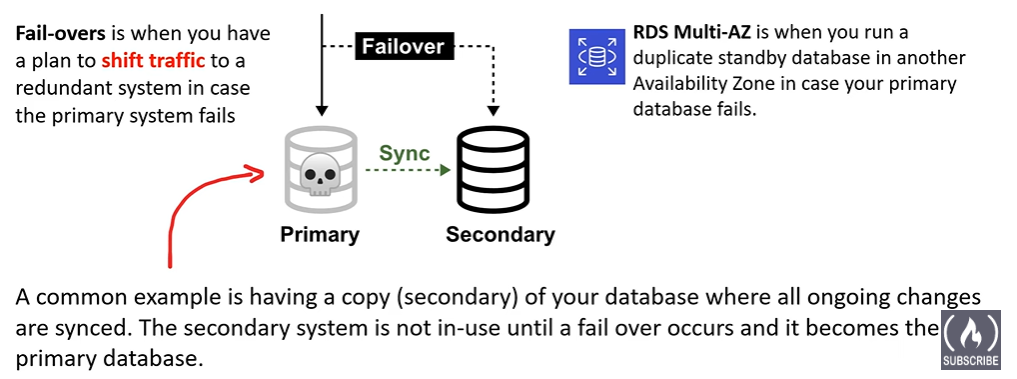 Fail-overs is when you have
a plan to shift traffic to a
redundant system in case
the primary system fails
Failover
Sync
Primary
Secondary
RDS Multi-AZ is when you run a
duplicate standby database in another
Availability Zone in case your primary
database fails.
A common example is having a copy (secondary) of your database where all ongoing changes
are synced. The secondary system is not in-use until a fail over occurs and it becomes the
primary database.
SUBSCRIBE